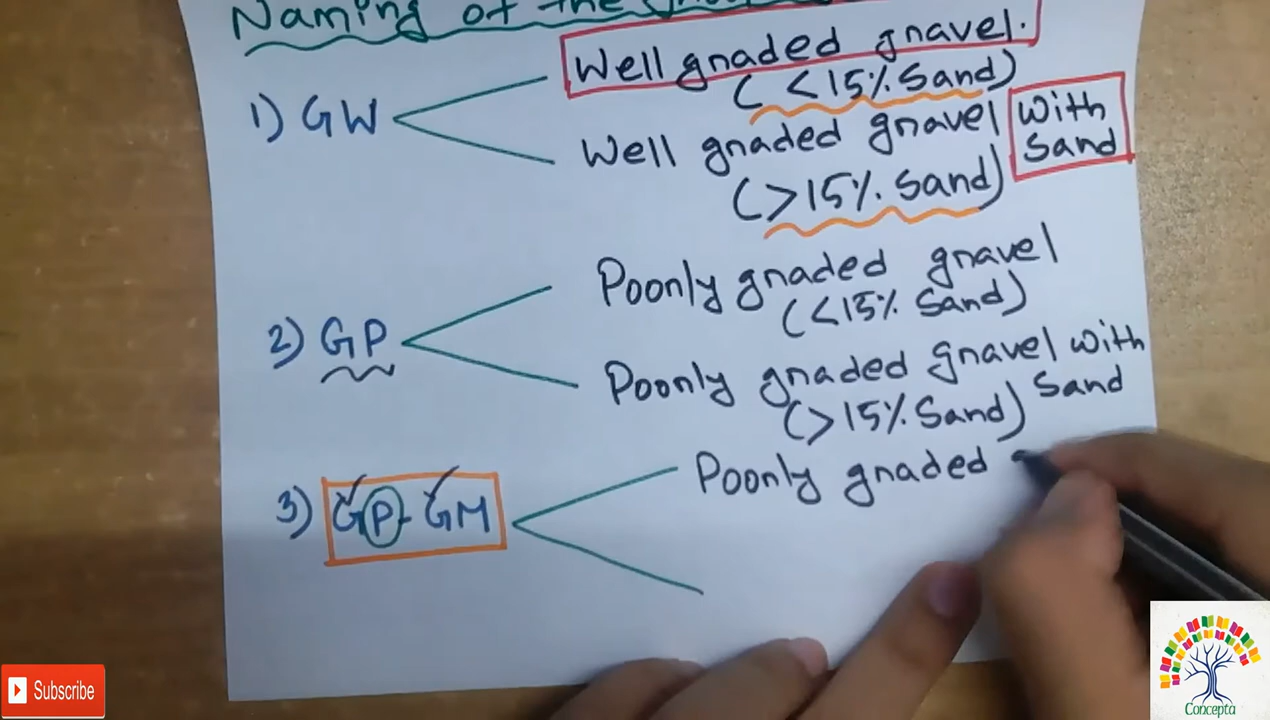 Naming of the
Well gnaded gnavel.
(<15% Sand)
1) GW
Well gnaded gnavel with
Sand
(>15% Sand)
Poonly gnaded gnavel
(<15% Sand)
2) GP
Poonly gnaded gnavel with
Sand
(>15% Sand)
Poonly gnaded
3) GP-GM
Subscribe
Concepta